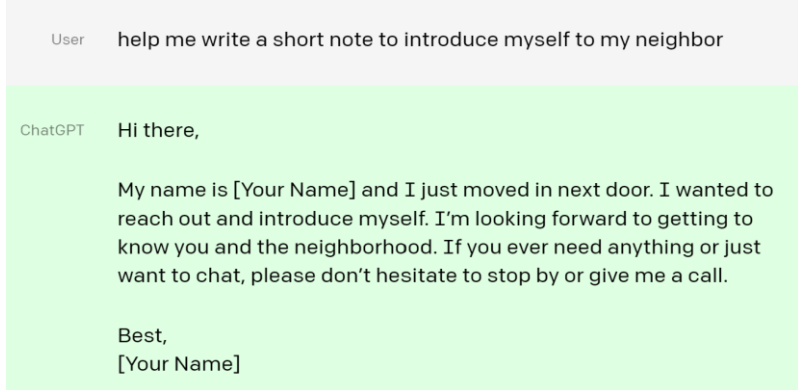 User
help me write a short note to introduce myself to my neighbor
ChatGPT
Hi there,
My name is [Your Name] and I just moved in next door. I wanted to
reach out and introduce myself. I’m looking forward to getting to
know you and the neighborhood. If you ever need anything or just
want to chat, please don’t hesitate to stop by or give me a call.
Best,
[Your Name]